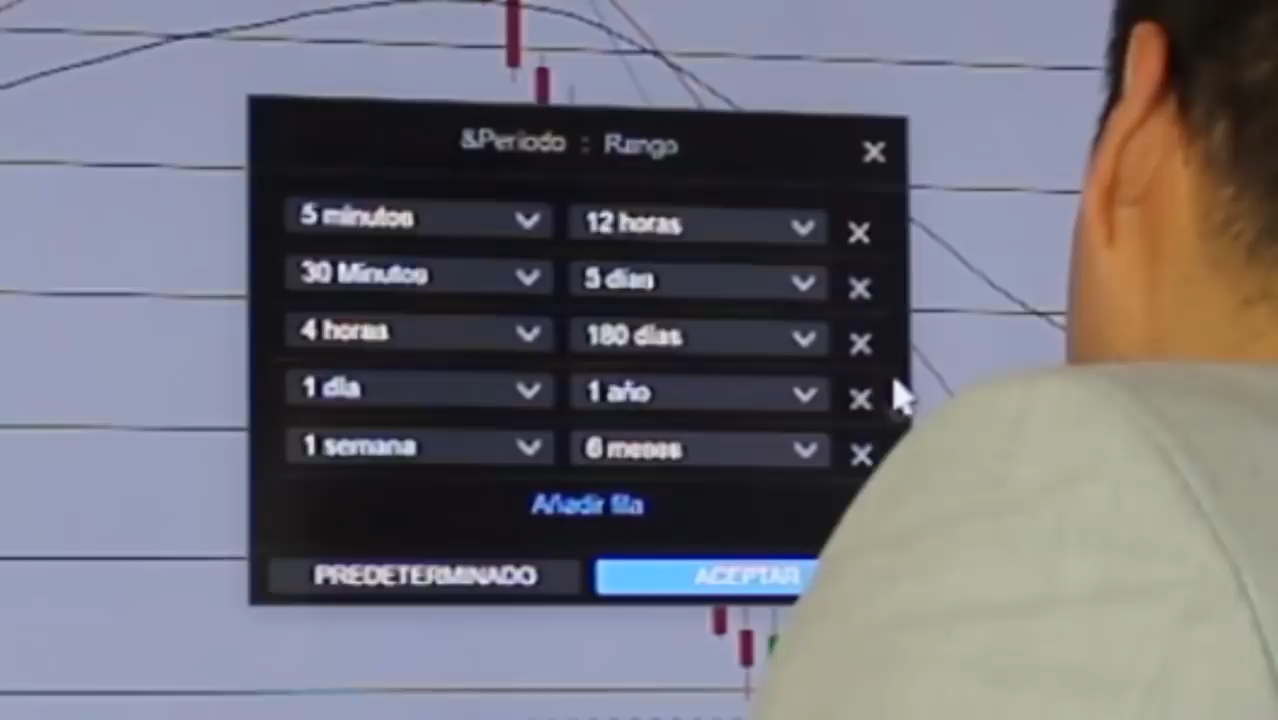 &Periodo : Rango
5 minutos 12 horas
30 Minutos 5 días
4 horas 180 días
1 día 1 año
1 semana 6 meses
Añadir fila
PREDETERMINADO ACEPTAR